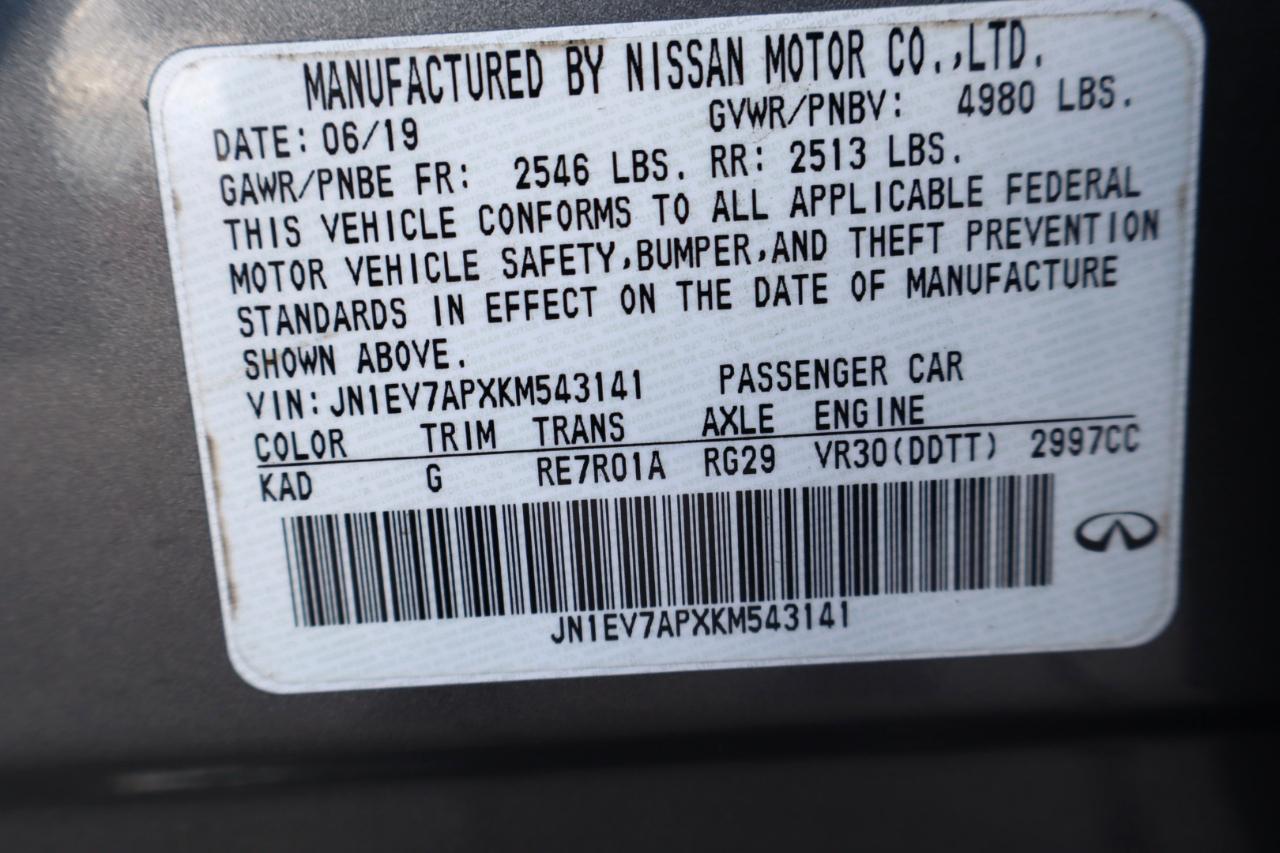 MANUFACTURED BY NISSAN MOTOR CO.,LTD.
DATE: 06/19 GVWR/PNBV: 4980 LBS.
GAWR/PNBE FR: 2546 LBS. RR: 2513 LBS.
THIS VEHICLE CONFORMS TO ALL APPLICABLE FEDERAL
MOTOR VEHICLE SAFETY,BUMPER,AND THEFT PREVENTION
STANDARDS IN EFFECT ON THE DATE OF MANUFACTURE
SHOWN ABOVE.
VIN: JN1EV7APXKM543141 PASSENGER CAR
COLOR TRIM TRANS AXLE ENGINE
KAD G RE7R01A RG29 VR30(DDTT) 2997CC
JN1EV7APXKM543141